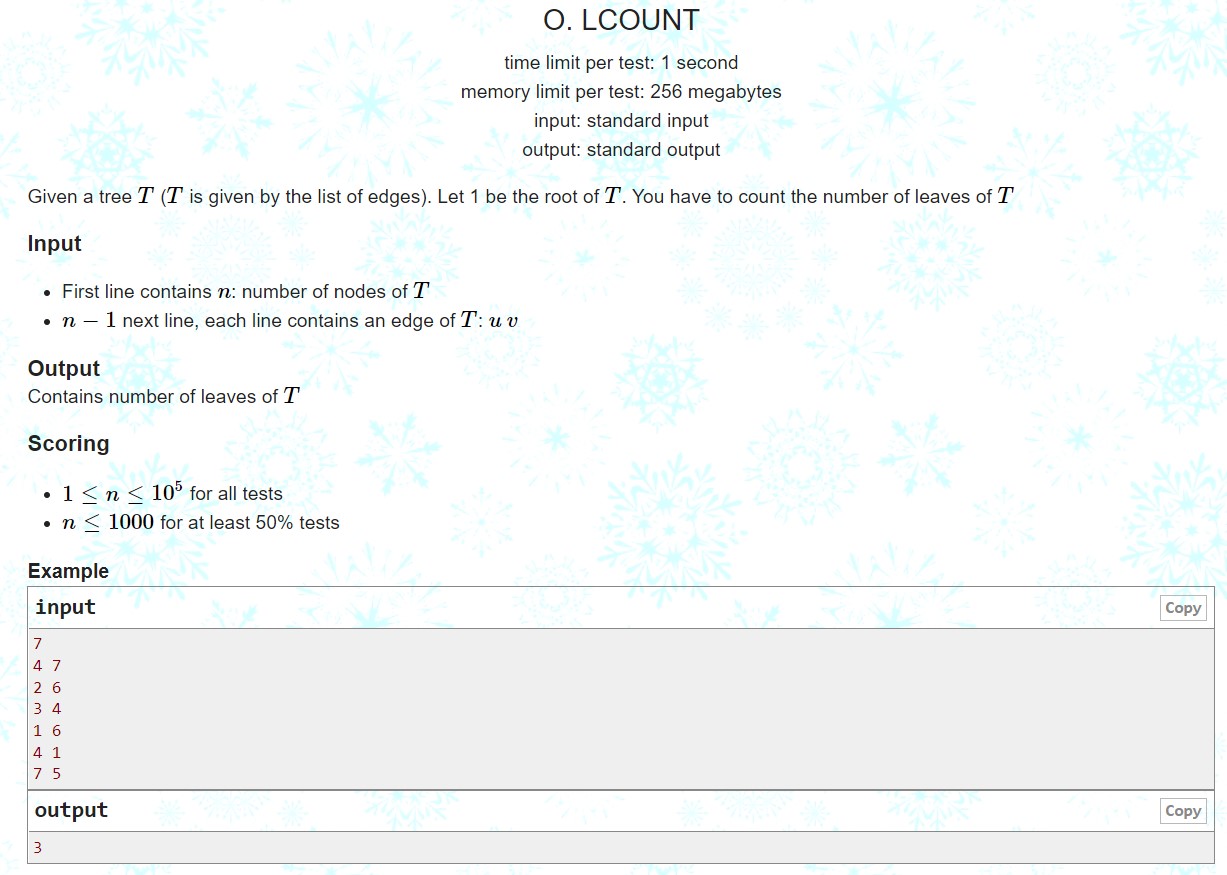 O. LCOUNT
time limit per test: 1 second
memory limit per test: 256 megabytes
input: standard input
output: standard output
Given a tree T (T is given by the list of edges). Let 1 be the root of T. You have to count the number of leaves of T
Input
• First line contains n: number of nodes of T
• n − 1 next line, each line contains an edge of T: u v
Output
Contains number of leaves of T
Scoring
• 1 ≤ n ≤ 10⁵ for all tests
• n ≤ 1000 for at least 50% tests
Example
input Copy
7
4 7
2 6
3 4
1 6
4 1
7 5
output Copy
3